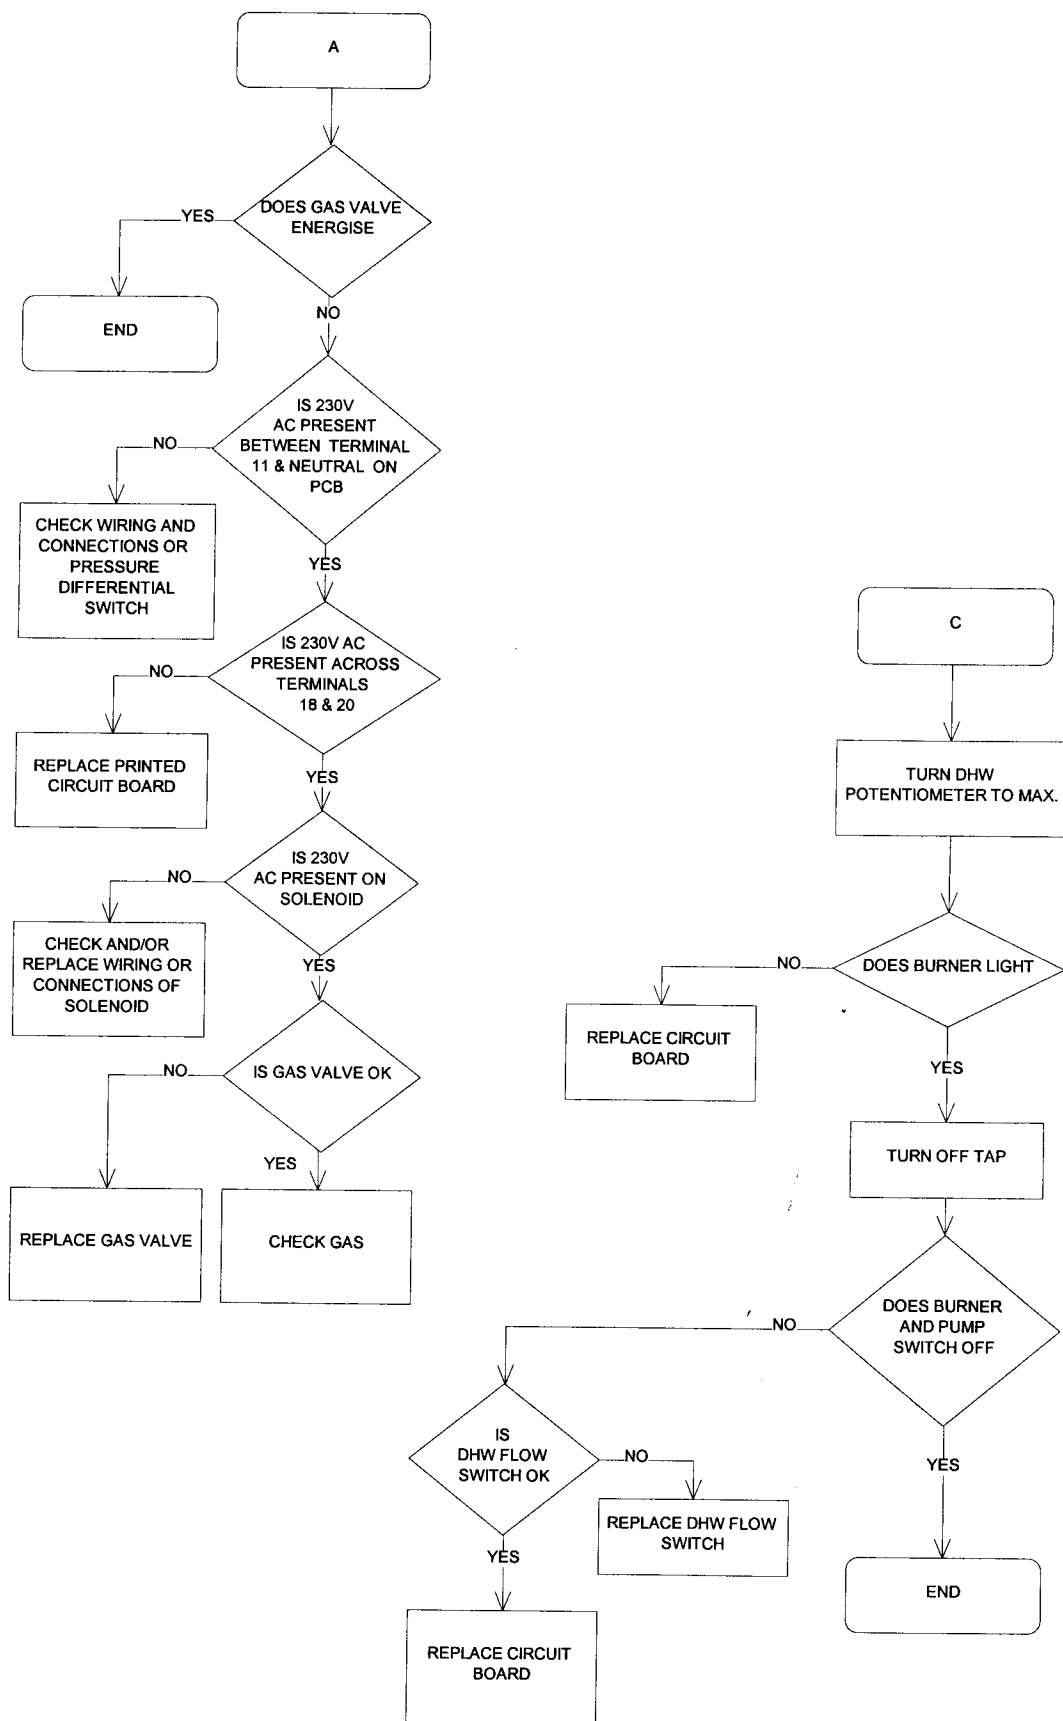 A
DOES GAS VALVE
ENERGISE
YES
END
NO
IS 230V
AC PRESENT
BETWEEN TERMINAL
11 & NEUTRAL ON
PCB
NO
CHECK WIRING AND
CONNECTIONS OR
PRESSURE
DIFFERENTIAL
SWITCH
YES
IS 230V AC
PRESENT ACROSS
TERMINALS
18 & 20
NO
REPLACE PRINTED
CIRCUIT BOARD
YES
IS 230V
AC PRESENT ON
SOLENOID
NO
CHECK AND/OR
REPLACE WIRING OR
CONNECTIONS OF
SOLENOID
YES
IS GAS VALVE OK
NO
YES
REPLACE GAS VALVE
CHECK GAS
C
TURN DHW
POTENTIOMETER TO MAX.
DOES BURNER LIGHT
NO
REPLACE CIRCUIT
BOARD
YES
TURN OFF TAP
DOES BURNER
AND PUMP
SWITCH OFF
NO
IS
DHW FLOW
SWITCH OK
NO
REPLACE DHW FLOW
SWITCH
YES
REPLACE CIRCUIT
BOARD
YES
END